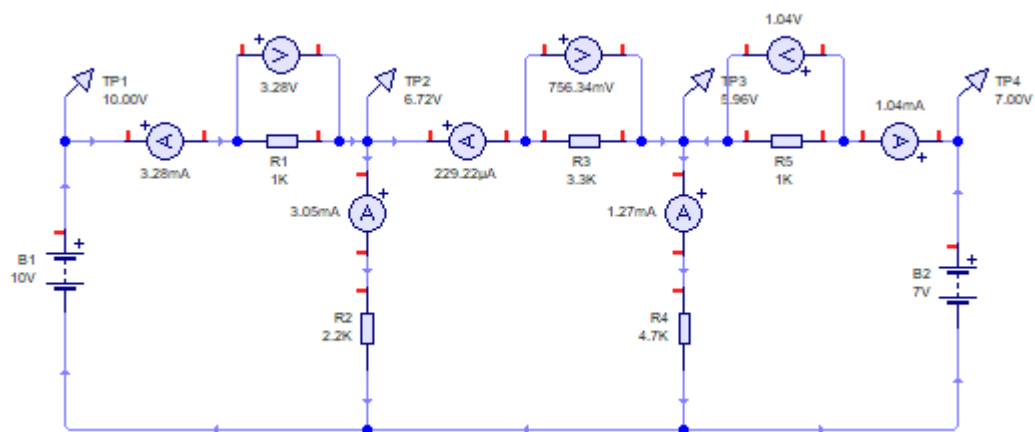 1.04V
TP1
10.00V
3.28V
TP2
6.72V
756.34mV
TP3
5.96V
TP4
7.00V
1.04mA
3.28mA
R1
1K
229.22µA
R3
3.3K
R5
1K
3.05mA
A
1.27mA
A
B1
10V
B2
7V
R2
2.2K
R4
4.7K